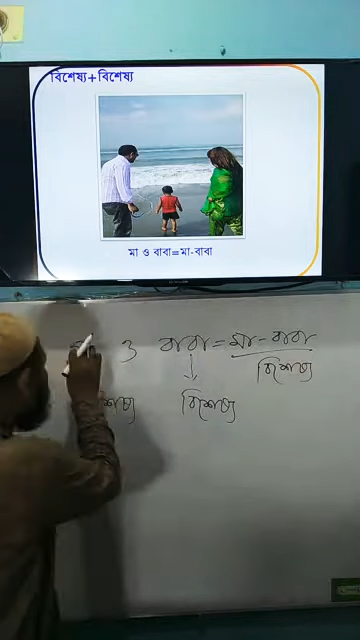 বিশেষ্য+বিশেষ্য
মা ও বাবা=মা-বাবা
ও বাবা = মা - বাবা
বিশেষ্য
বিশেষ্য